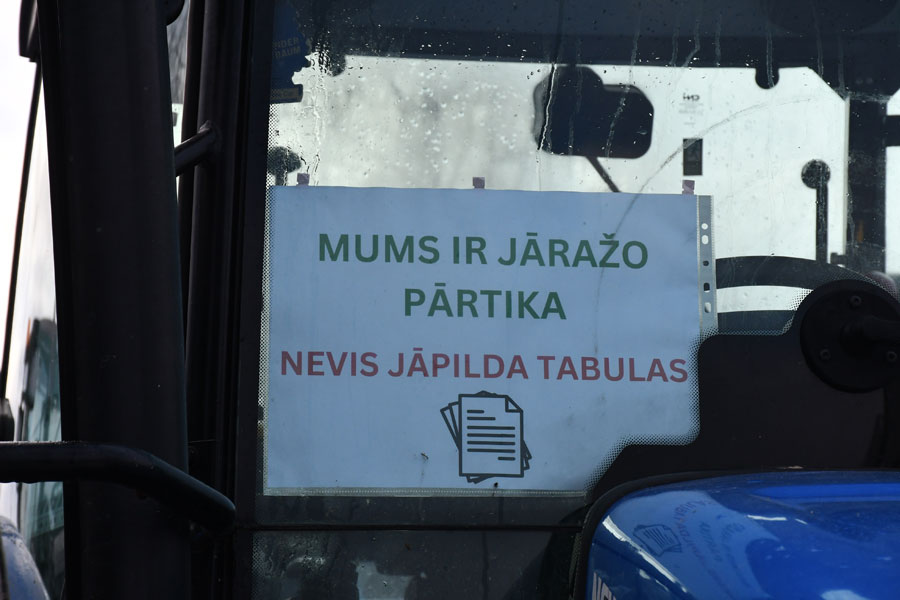 MUMS IR JĀRAŽO
PĀRTIKA
NEVIS JĀPILDA TABULAS